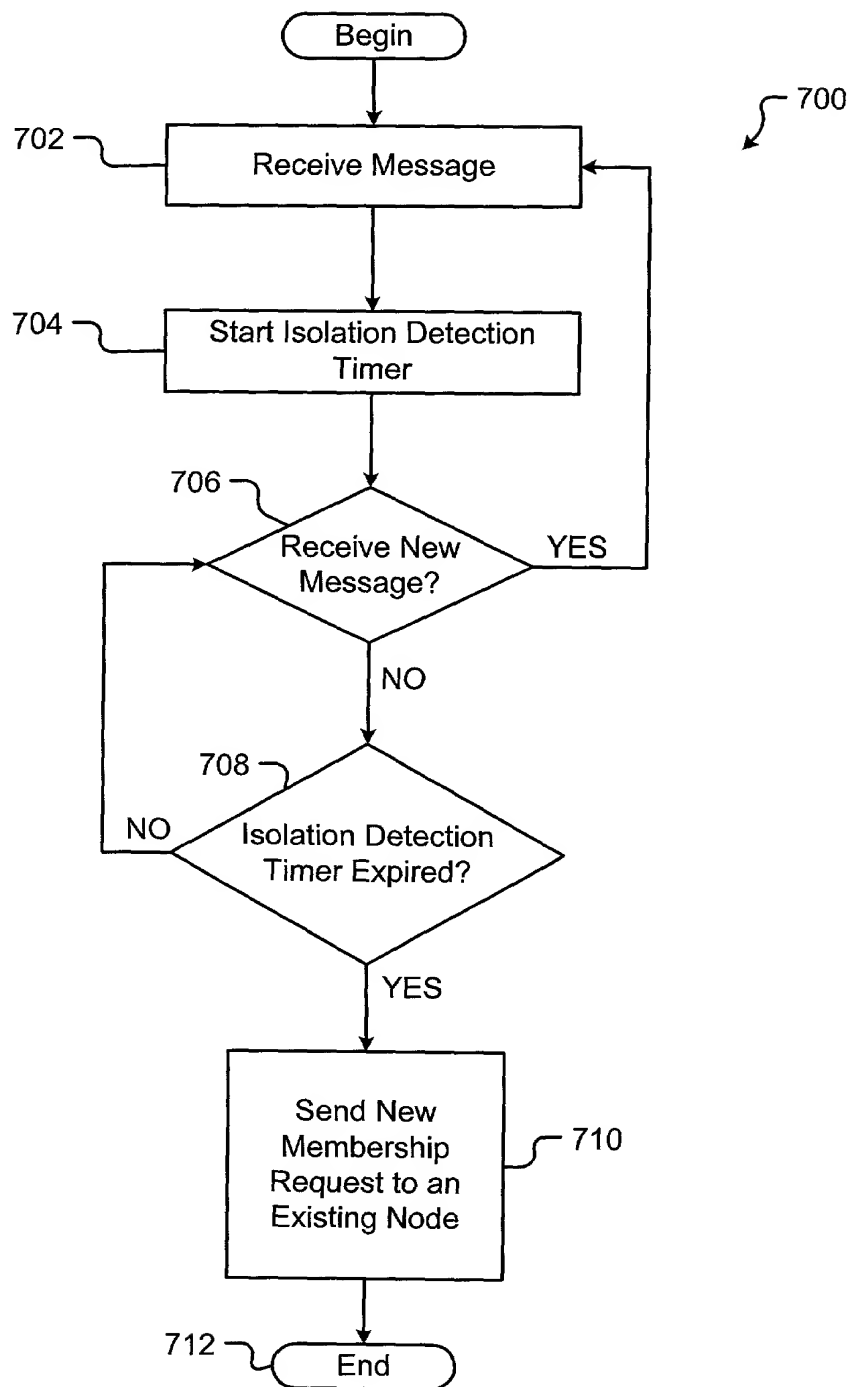 Begin
700
702
Receive Message
704
Start Isolation Detection
Timer
706
Receive New
Message?
YES
NO
708
NO
Isolation Detection
Timer Expired?
YES
Send New
Membership
Request to an
Existing Node
710
712
End